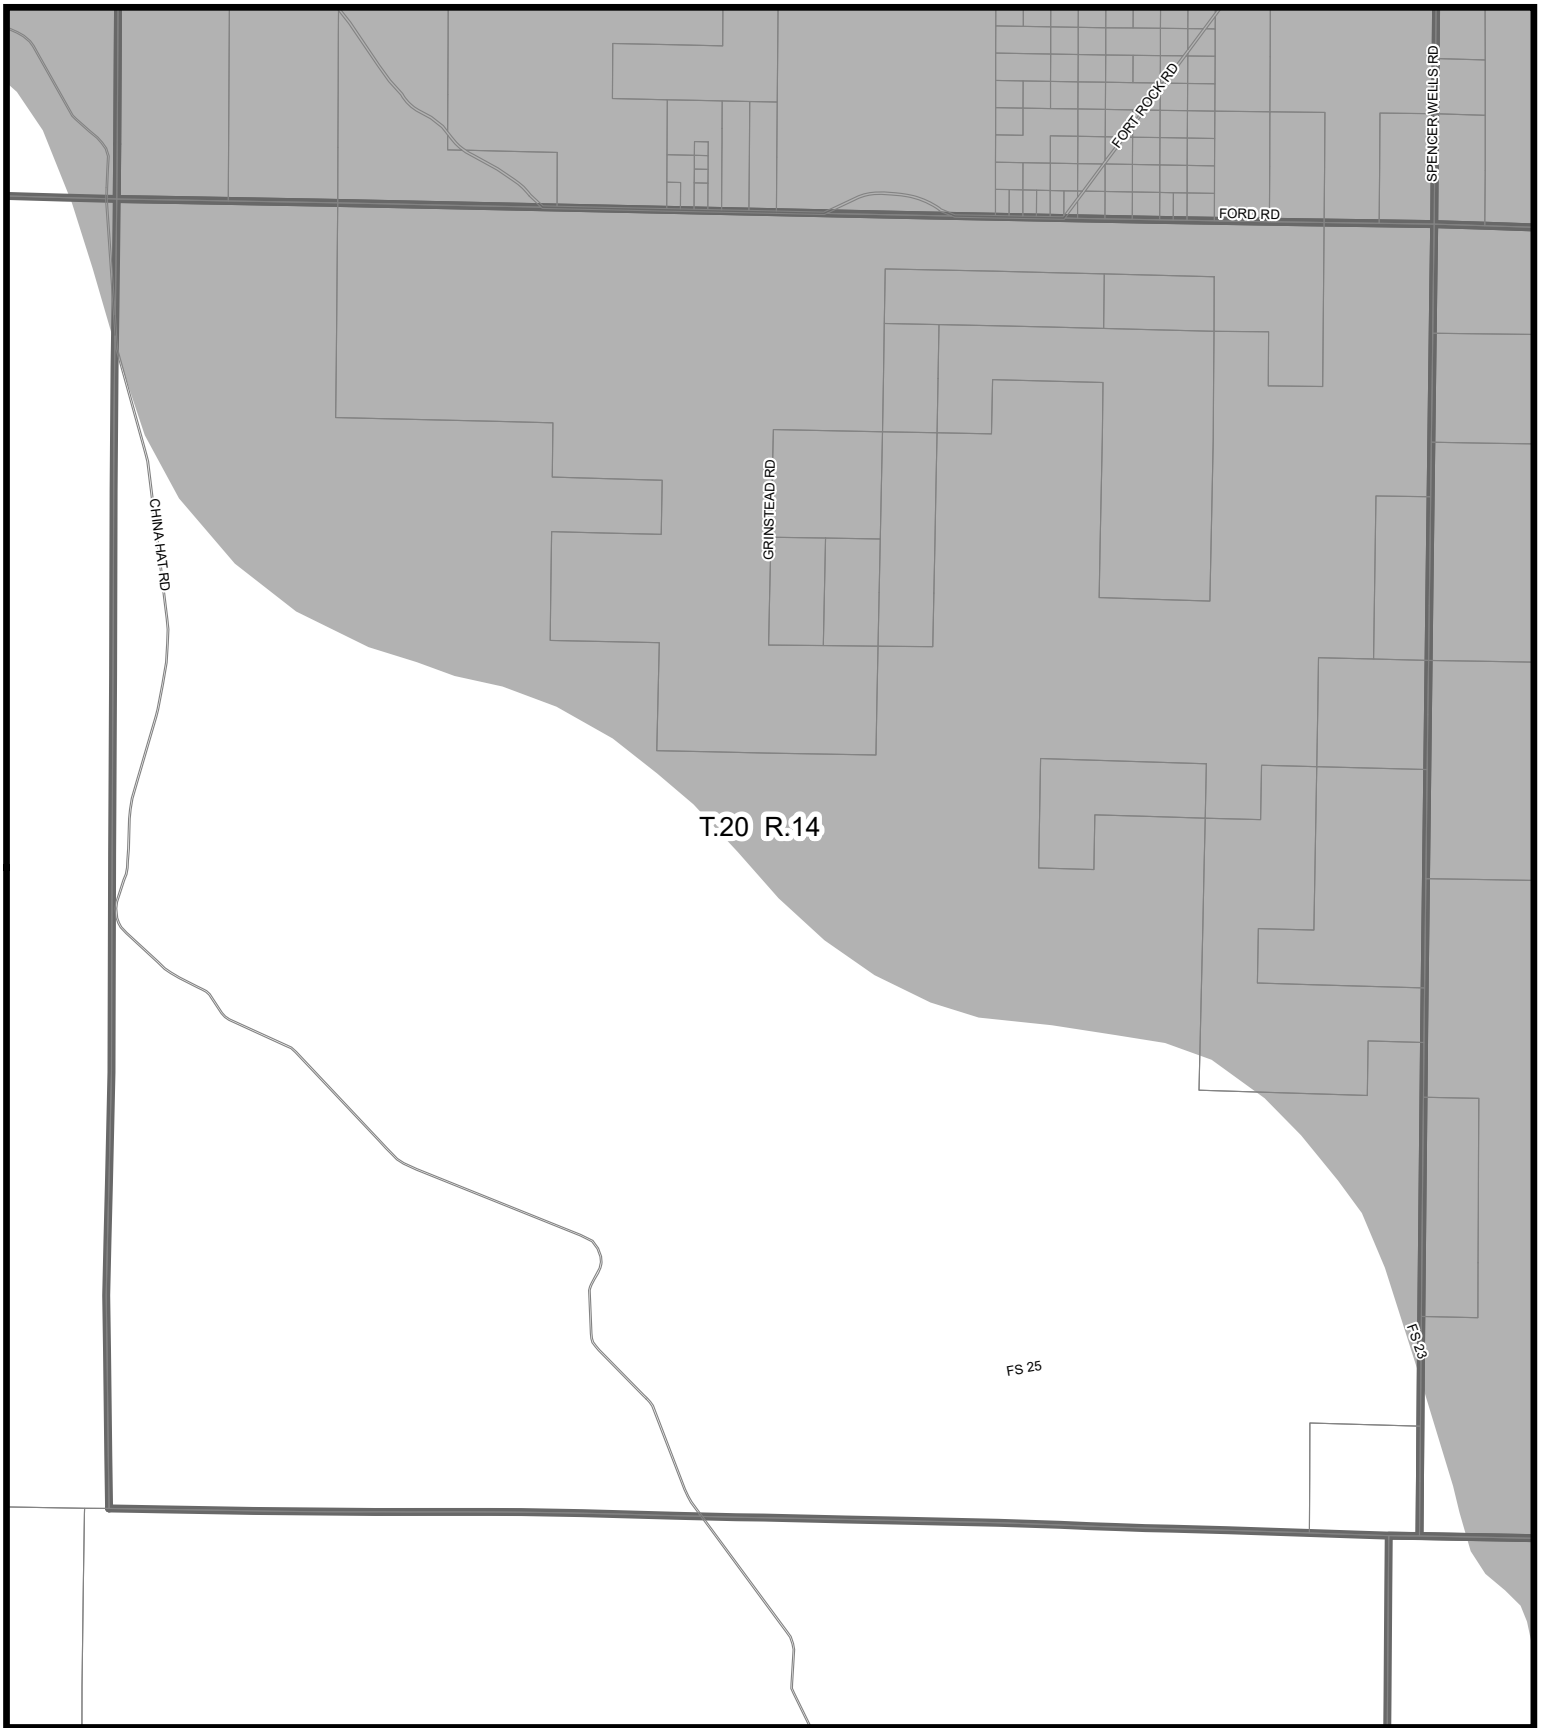 SPENCER WELLS RD
FORT ROCK RD
FORD RD
GRINSTEAD RD
CHINA HAT RD
T.20 R.14
FS 23
FS 25